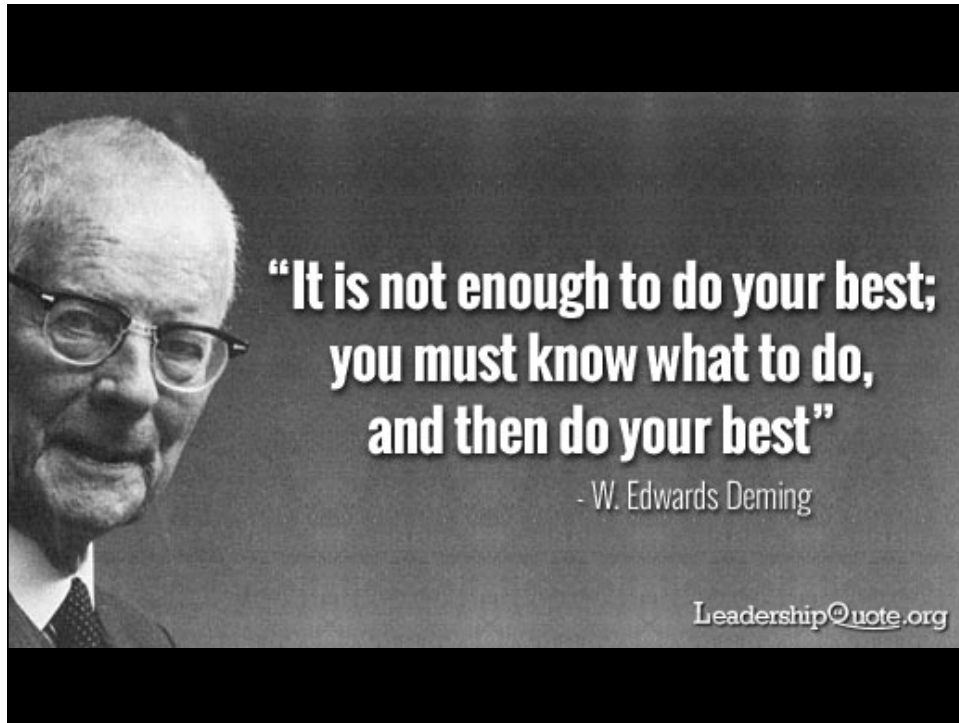 “It is not enough to do your best;
you must know what to do,
and then do your best”
- W. Edwards Deming
LeadershipQuote.org